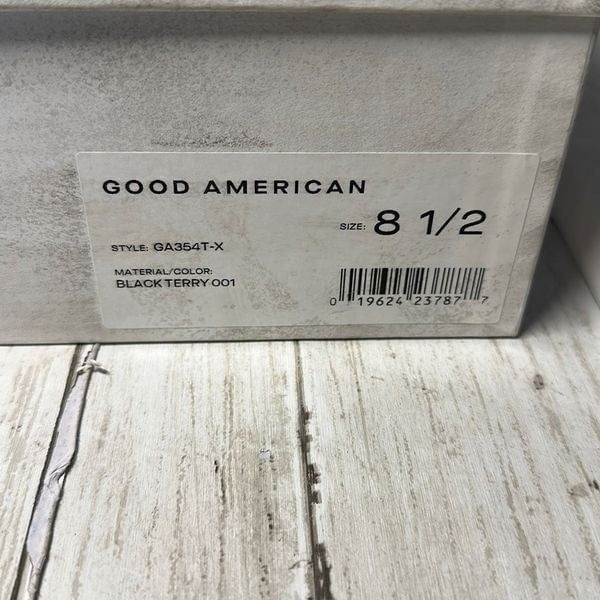 GOOD AMERICAN
SIZE: 8 1/2
STYLE: GA354T-X
MATERIAL/COLOR:
BLACK TERRY 001
0 19624 23787 7